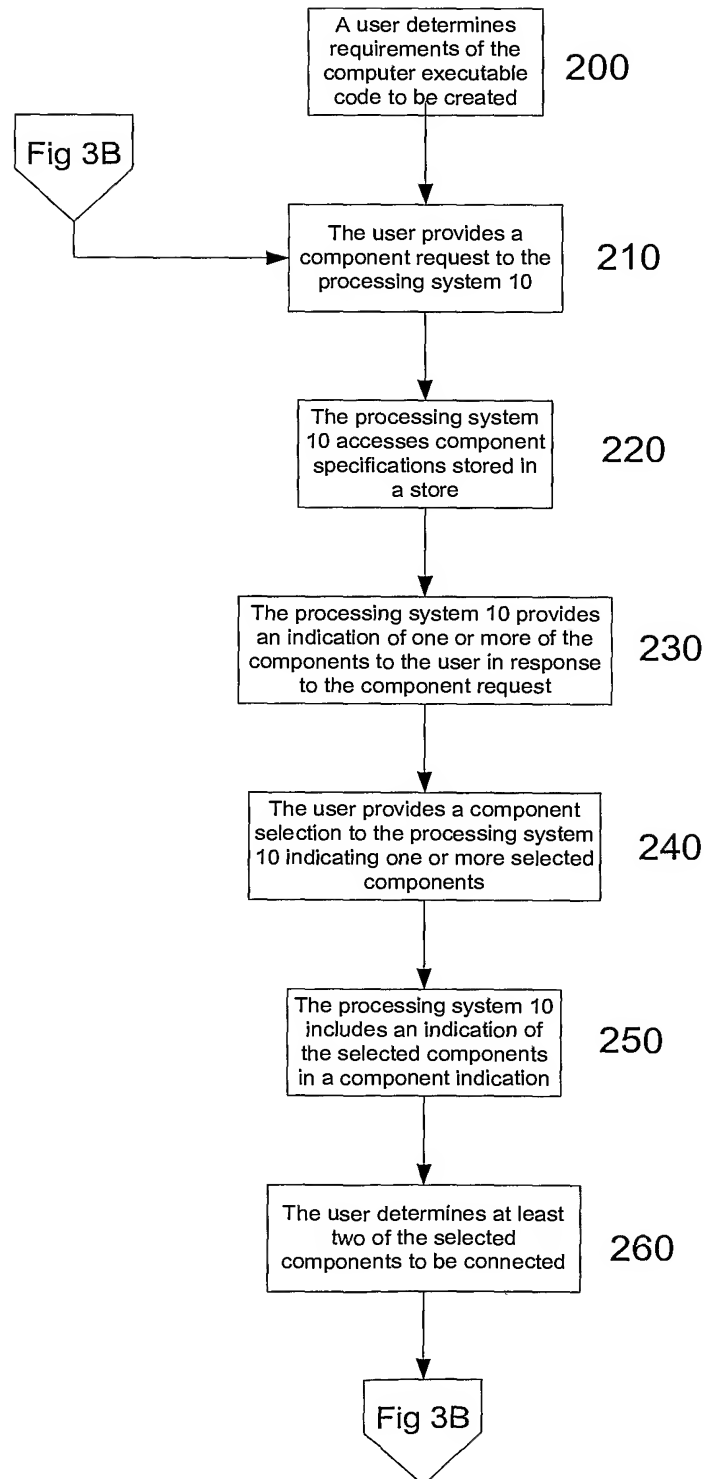 A user determines
requirements of the
computer executable
code to be created
200
Fig 3B
The user provides a
component request to the
processing system 10
210
The processing system
10 accesses component
specifications stored in
a store
220
The processing system 10 provides
an indication of one or more of the
components to the user in response
to the component request
230
The user provides a component
selection to the processing system
10 indicating one or more selected
components
240
The processing system 10
includes an indication of
the selected components
in a component indication
250
The user determines at least
two of the selected
components to be connected
260
Fig 3B